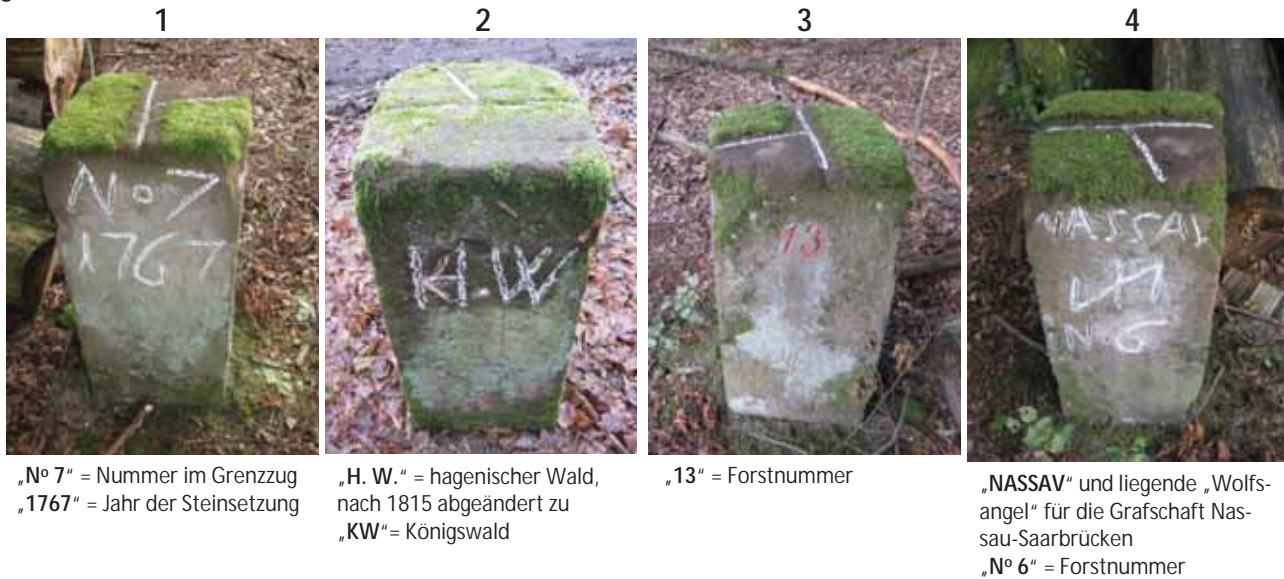 1
2
3
4
No 7
1767
H.W
13
NASSAV
N 6
„Nº 7“ = Nummer im Grenzzug
„1767“ = Jahr der Steinsetzung
„H. W.“ = hagenischer Wald,
nach 1815 abgeändert zu
„KW“= Königswald
„13“ = Forstnummer
„NASSAV“ und liegende „Wolfs-
angel“ für die Grafschaft Nas-
sau-Saarbrücken
„Nº 6“ = Forstnummer